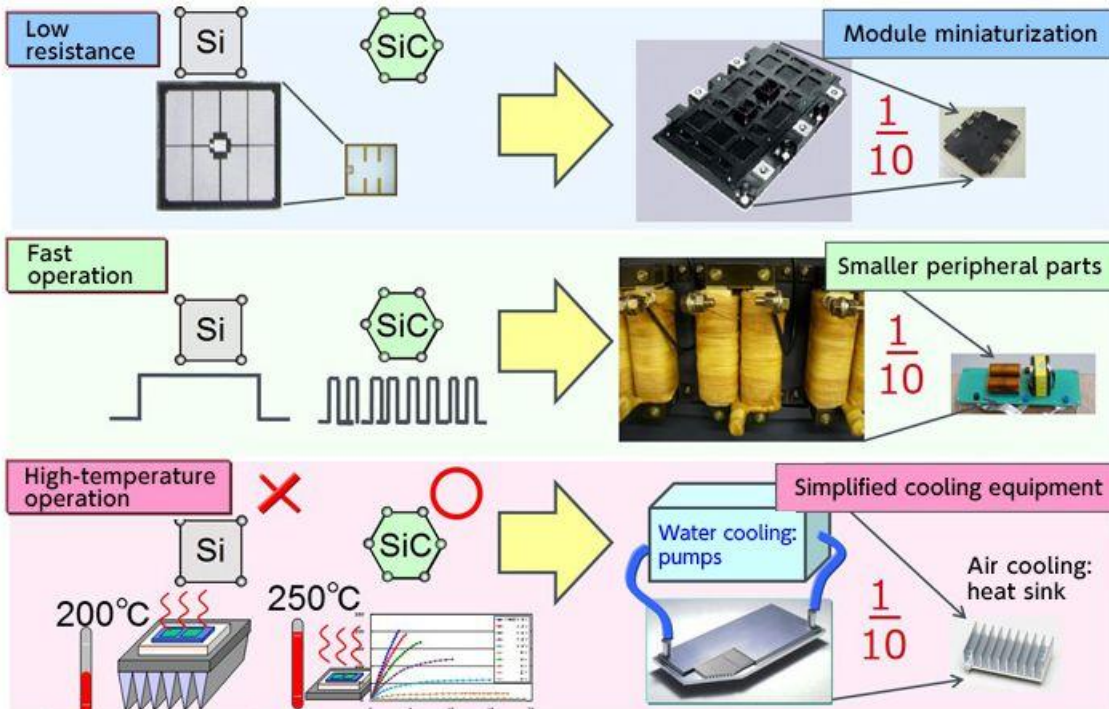 Low
resistance
Si
SiC
Module miniaturization
1
10
Fast
operation
Si
SiC
Smaller peripheral parts
1
10
High-temperature
operation
Si
SiC
200℃
250℃
Simplified cooling equipment
Water cooling:
pumps
1
10
Air cooling:
heat sink